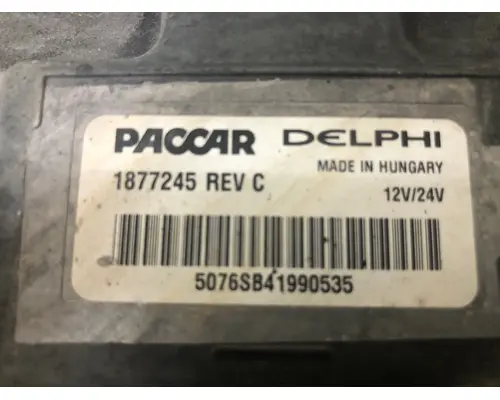 PACCAR DELPHI
MADE IN HUNGARY
1877245 REV C
12V/24V
5076SB41990535